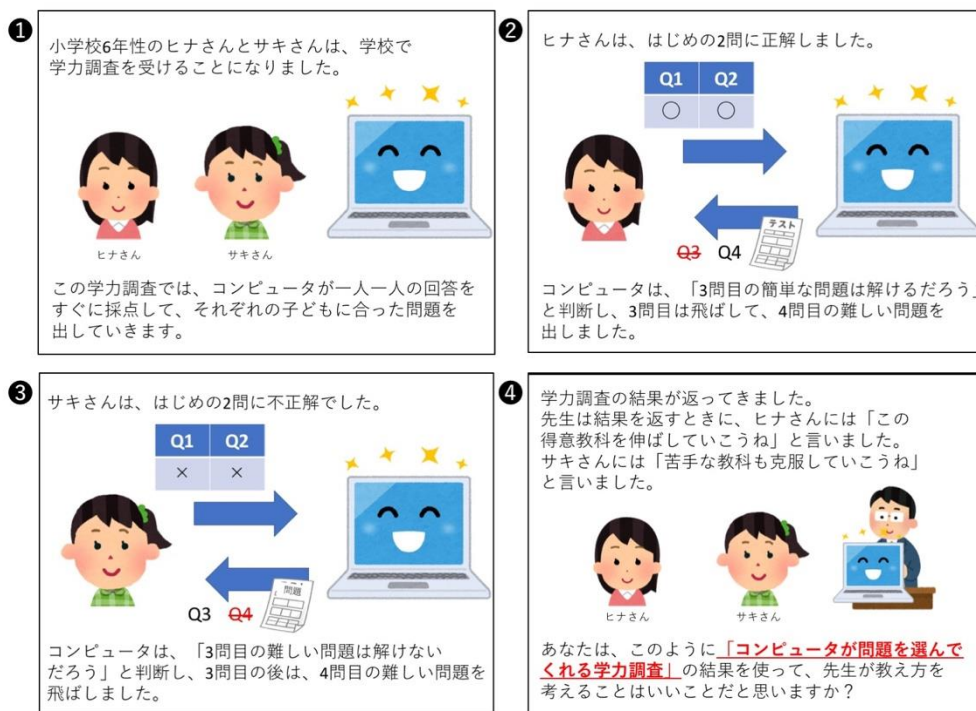 ❶
小学校6年性のヒナさんとサキさんは、学校で
学力調査を受けることになりました。
ヒナさん
サキさん
この学力調査では、コンピュータが一人一人の回答を
すぐに採点して、それぞれの子どもに合った問題を
出していきます。
❷
ヒナさんは、はじめの2問に正解しました。
Q1 Q2
○ ○
テスト
Q3 Q4
コンピュータは、「3問目の簡単な問題は解けるだろう」
と判断し、3問目は飛ばして、4問目の難しい問題を
出しました。
❸
サキさんは、はじめの2問に不正解でした。
Q1 Q2
× ×
問題
Q3 Q4
コンピュータは、「3問目の難しい問題は解けない
だろう」と判断し、3問目の後は、4問目の難しい問題を
飛ばしました。
❹
学力調査の結果が返ってきました。
先生は結果を返すときに、ヒナさんには「この
得意教科を伸ばしていこうね」と言いました。
サキさんには「苦手な教科も克服していこうね」
と言いました。
ヒナさん
サキさん
あなたは、このように「コンピュータが問題を選んで
くれる学力調査」の結果を使って、先生が教え方を
考えることはいいことだと思いますか？